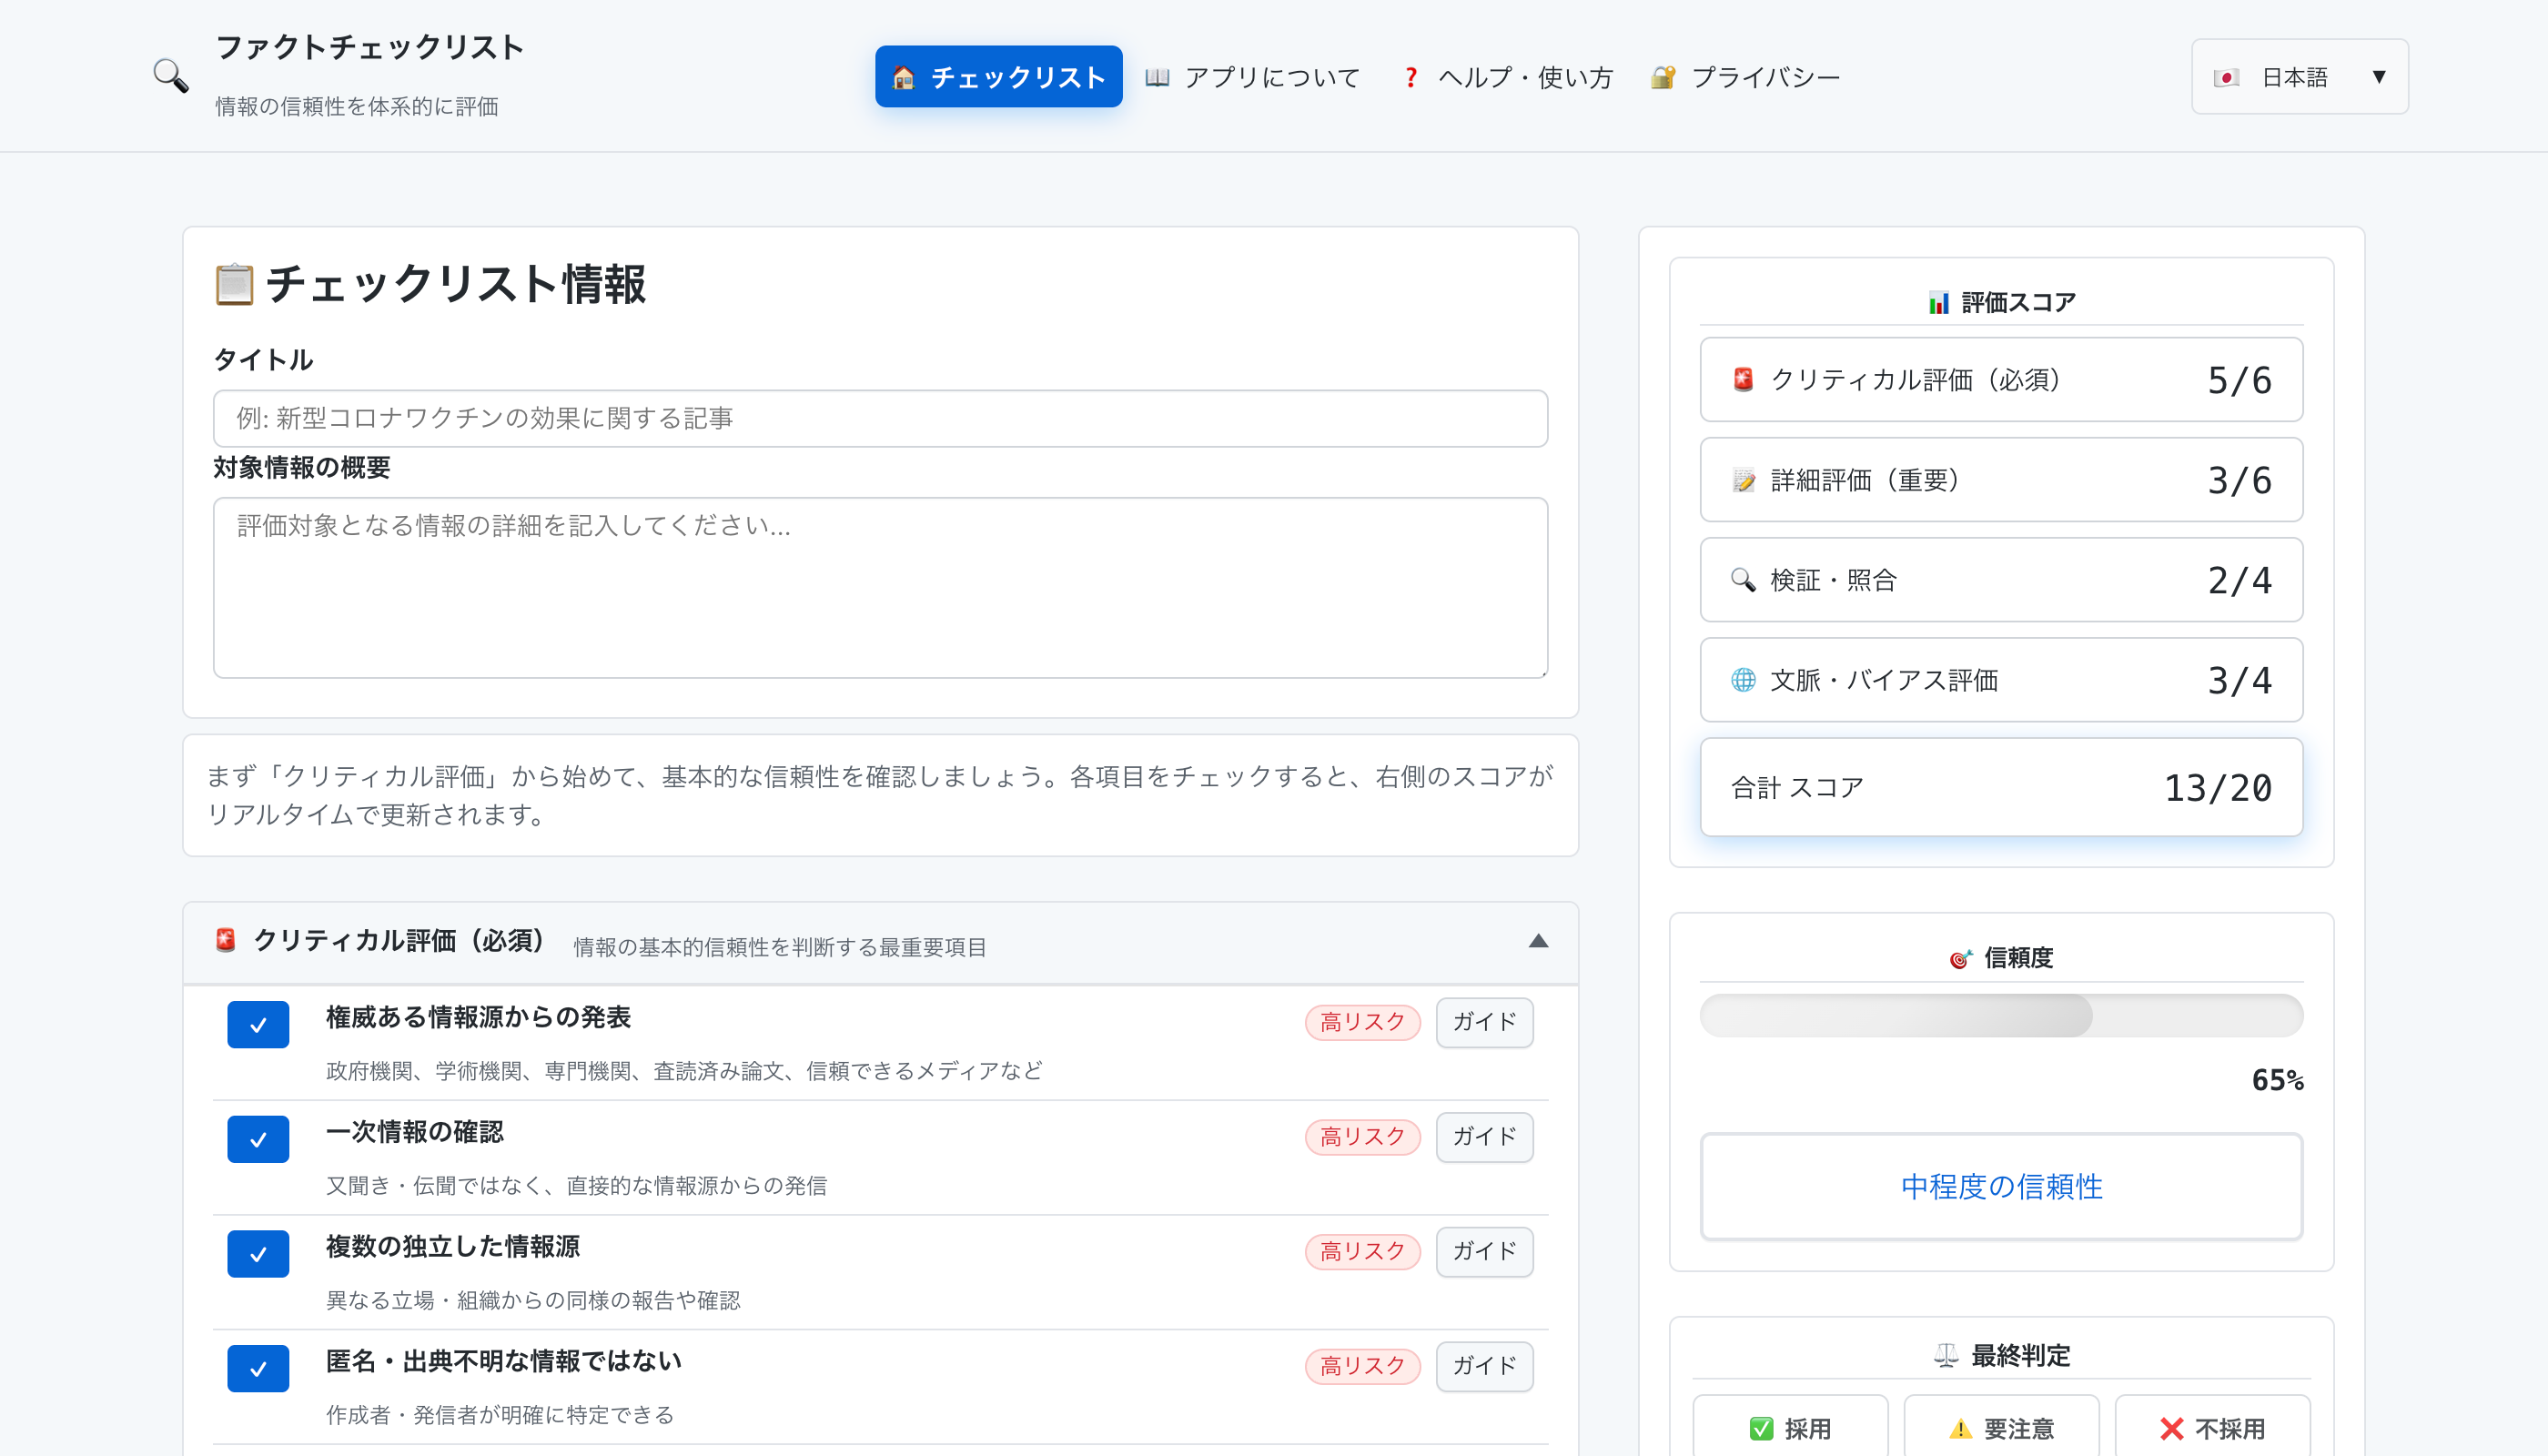 ファクトチェックリスト
情報の信頼性を体系的に評価
チェックリスト
アプリについて
ヘルプ・使い方
プライバシー
日本語
チェックリスト情報
タイトル
例: 新型コロナワクチンの効果に関する記事
対象情報の概要
評価対象となる情報の詳細を記入してください...
まず「クリティカル評価」から始めて、基本的な信頼性を確認しましょう。各項目をチェックすると、右側のスコアが
リアルタイムで更新されます。
クリティカル評価（必須） 情報の基本的信頼性を判断する最重要項目
権威ある情報源からの発表 高リスク ガイド
政府機関、学術機関、専門機関、査読済み論文、信頼できるメディアなど
一次情報の確認 高リスク ガイド
又聞き・伝聞ではなく、直接的な情報源からの発信
複数の独立した情報源 高リスク ガイド
異なる立場・組織からの同様の報告や確認
匿名・出典不明な情報ではない 高リスク ガイド
作成者・発信者が明確に特定できる
評価スコア
クリティカル評価（必須） 5/6
詳細評価（重要） 3/6
検証・照合 2/4
文脈・バイアス評価 3/4
合計 スコア 13/20
信頼度
65%
中程度の信頼性
最終判定
採用
要注意
不採用